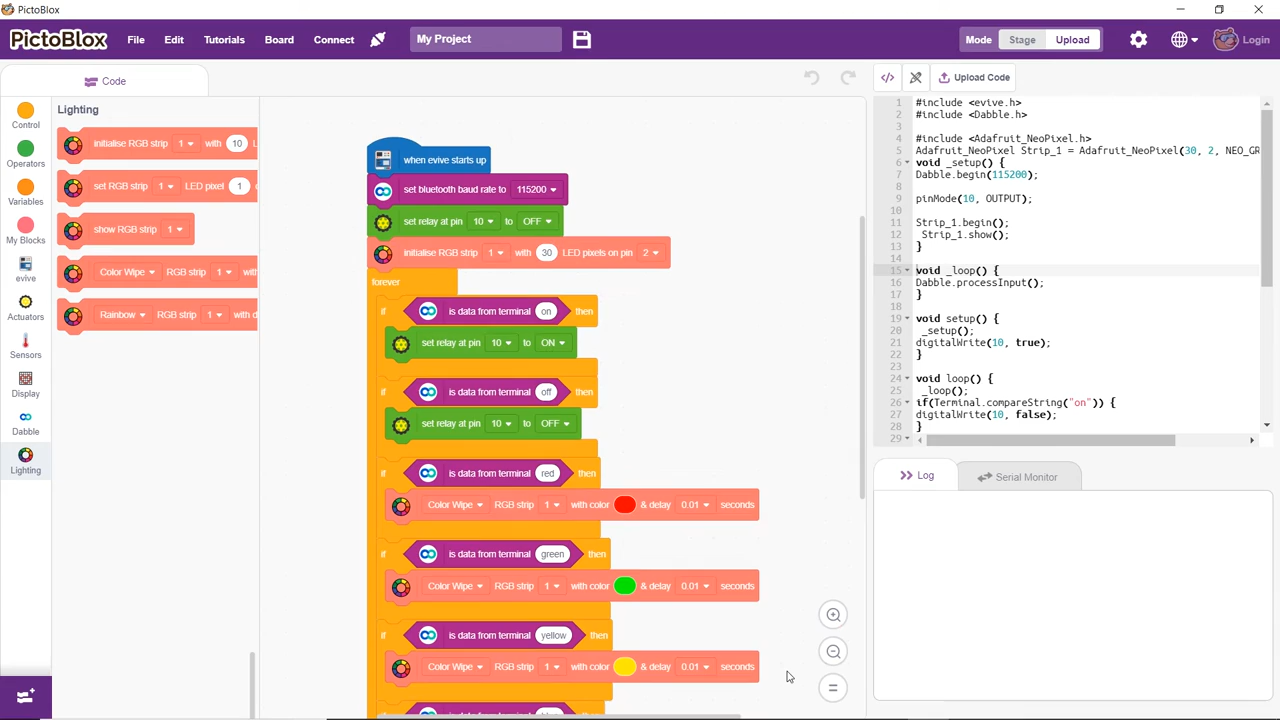 PictoBlox
PictoBlox File Edit Tutorials Board Connect My Project Mode Stage Upload Login
Code
Upload Code
Control
Operators
Variables
My Blocks
evive
Actuators
Sensors
Display
Dabble
Lighting
Lighting
initialise RGB strip 1 with 10
set RGB strip 1 LED pixel 1
show RGB strip 1
Color Wipe RGB strip 1 with
Rainbow RGB strip 1 with d
when evive starts up
set bluetooth baud rate to 115200
set relay at pin 10 to OFF
initialise RGB strip 1 with 30 LED pixels on pin 2
forever
if is data from terminal on then
set relay at pin 10 to ON
if is data from terminal off then
set relay at pin 10 to OFF
if is data from terminal red then
Color Wipe RGB strip 1 with color & delay 0.01 seconds
if is data from terminal green then
Color Wipe RGB strip 1 with color & delay 0.01 seconds
if is data from terminal yellow then
Color Wipe RGB strip 1 with color & delay 0.01 seconds
1 #include <evive.h>
2 #include <Dabble.h>
3
4 #include <Adafruit_NeoPixel.h>
5 Adafruit_NeoPixel Strip_1 = Adafruit_NeoPixel(30, 2, NEO_GR
6 void _setup() {
7 Dabble.begin(115200);
8
9 pinMode(10, OUTPUT);
10
11 Strip_1.begin();
12 Strip_1.show();
13 }
14
15 void _loop() {
16 Dabble.processInput();
17 }
18
19 void setup() {
20 _setup();
21 digitalWrite(10, true);
22 }
23
24 void loop() {
25 _loop();
26 if(Terminal.compareString("on")) {
27 digitalWrite(10, false);
28 }
29
Log Serial Monitor